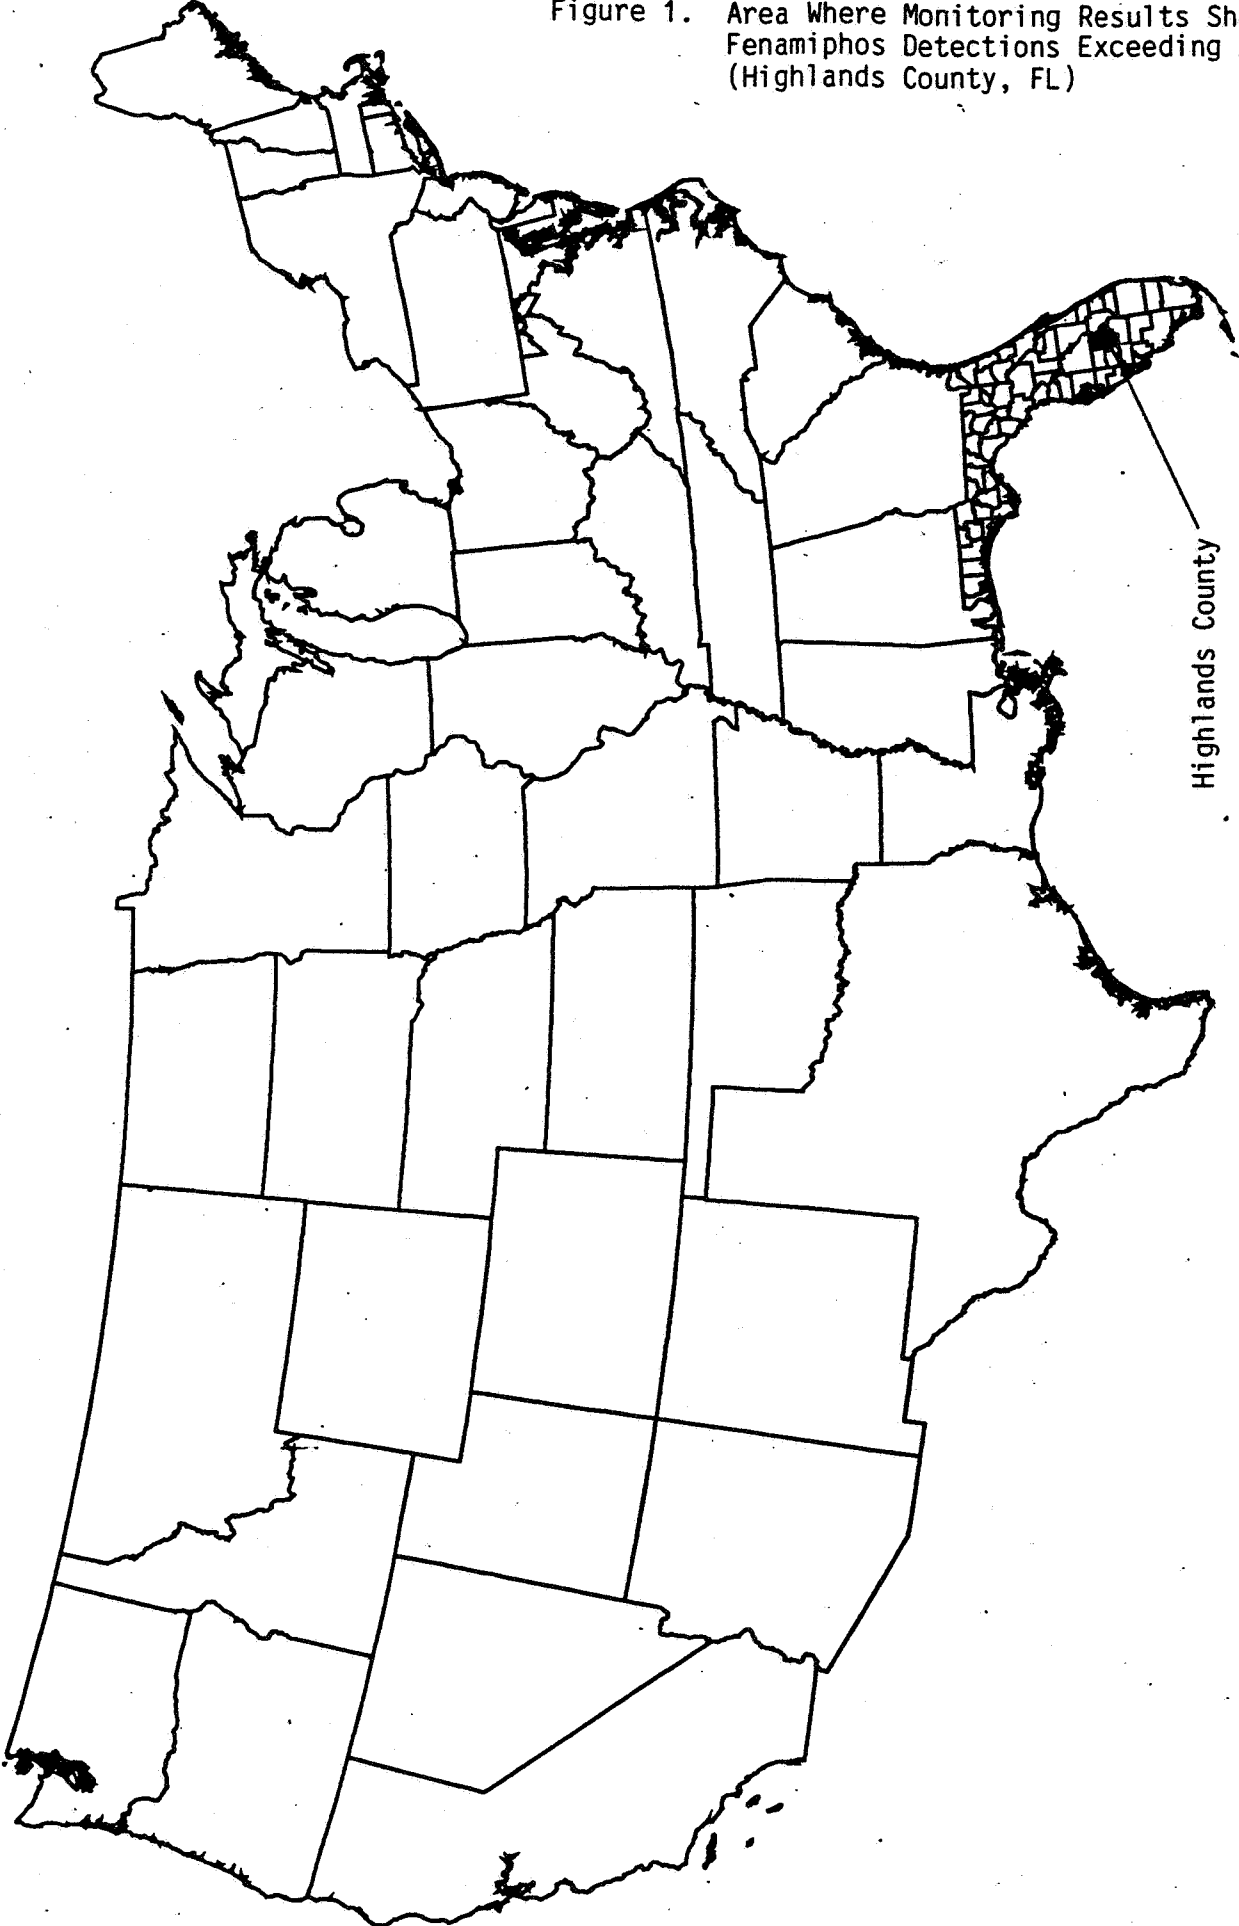 Figure 1. Area Where Monitoring Results Sh
Fenamiphos Detections Exceeding
(Highlands County, FL)
Highlands County